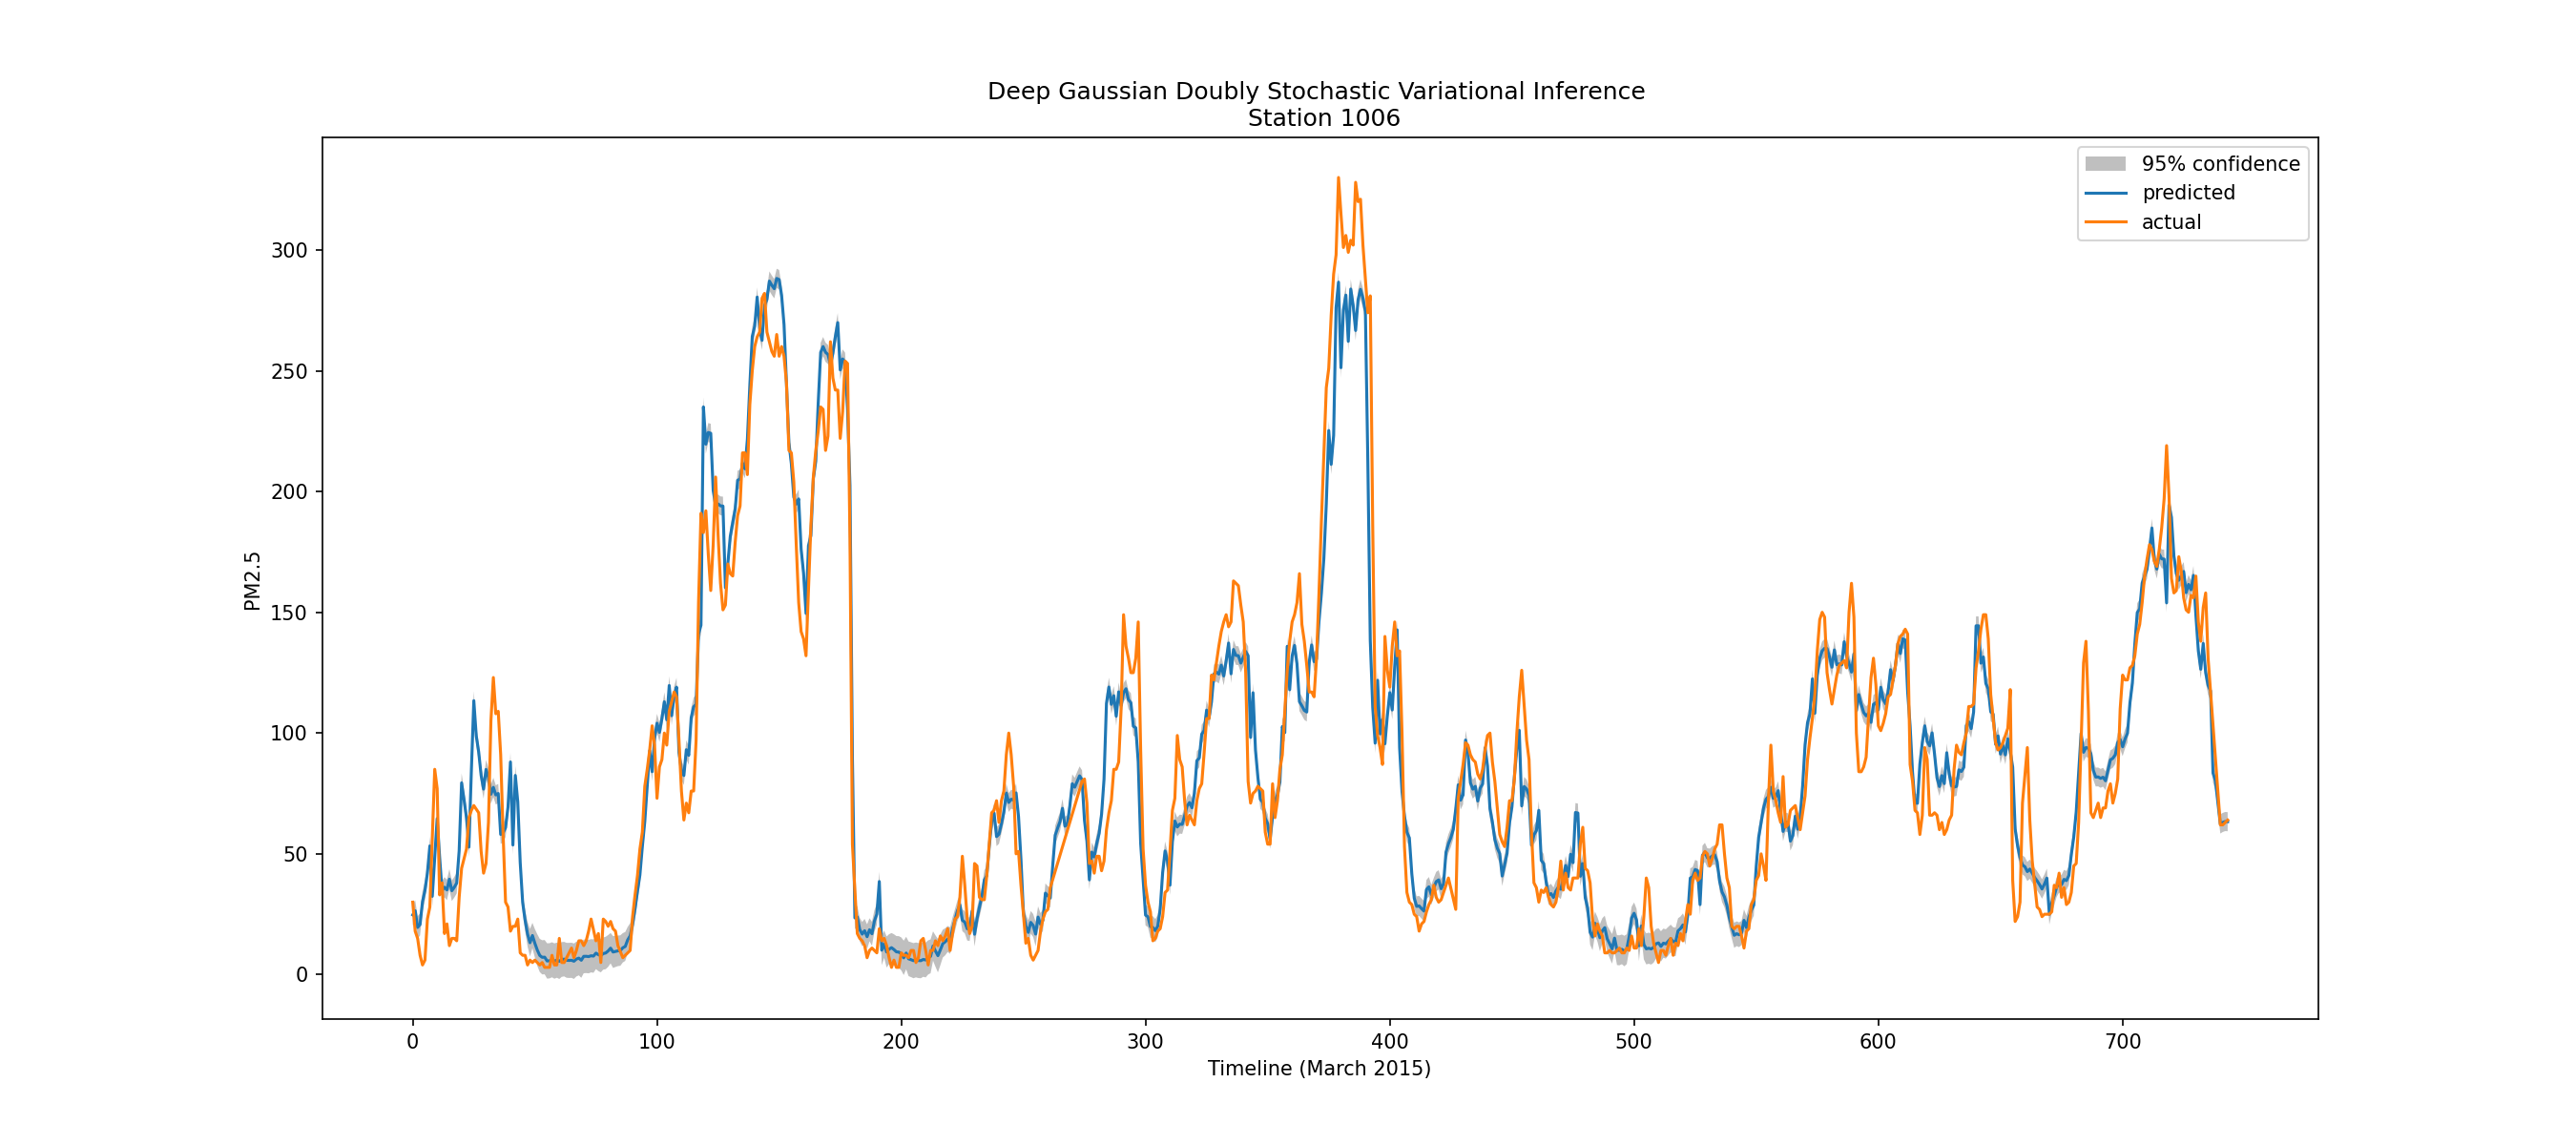 Deep Gaussian Doubly Stochastic Variational Inference
Station 1006
95% confidence
predicted
actual
PM2.5
300
250
200
150
100
50
0
0 100 200 300 400 500 600 700
Timeline (March 2015)